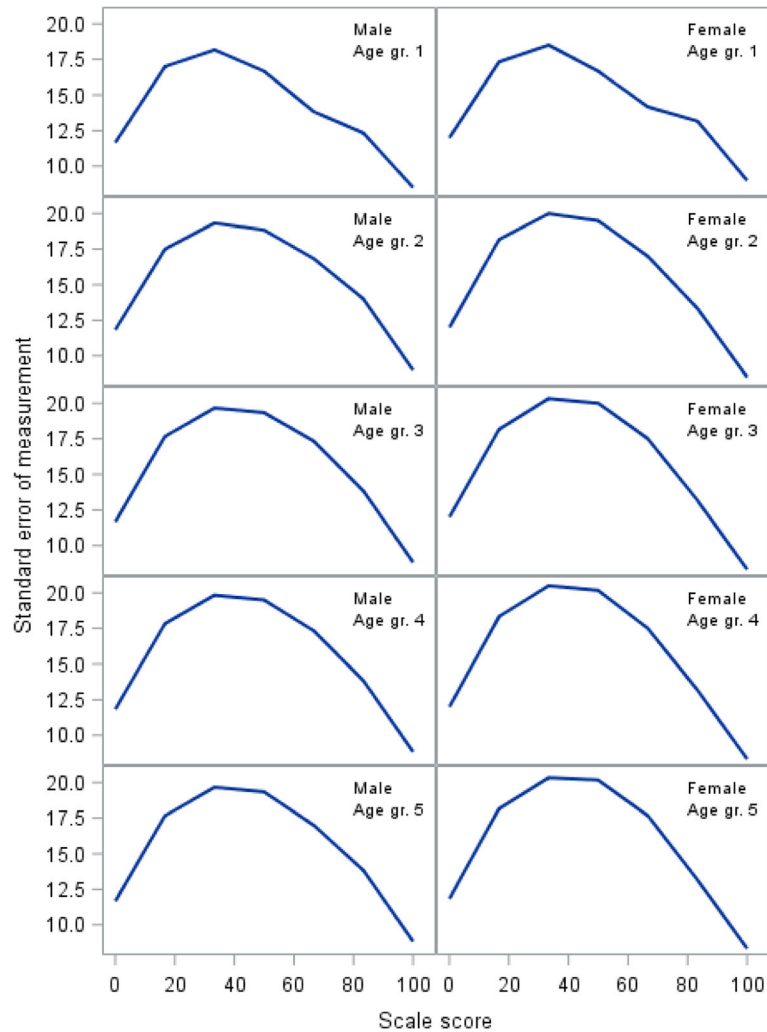 Standard error of measurement
20.0
17.5
15.0
12.5
10.0
Male
Age gr. 1
Female
Age gr. 1
20.0
17.5
15.0
12.5
10.0
Male
Age gr. 2
Female
Age gr. 2
20.0
17.5
15.0
12.5
10.0
Male
Age gr. 3
Female
Age gr. 3
20.0
17.5
15.0
12.5
10.0
Male
Age gr. 4
Female
Age gr. 4
20.0
17.5
15.0
12.5
10.0
Male
Age gr. 5
Female
Age gr. 5
0 20 40 60 80 100 0 20 40 60 80 100
Scale score